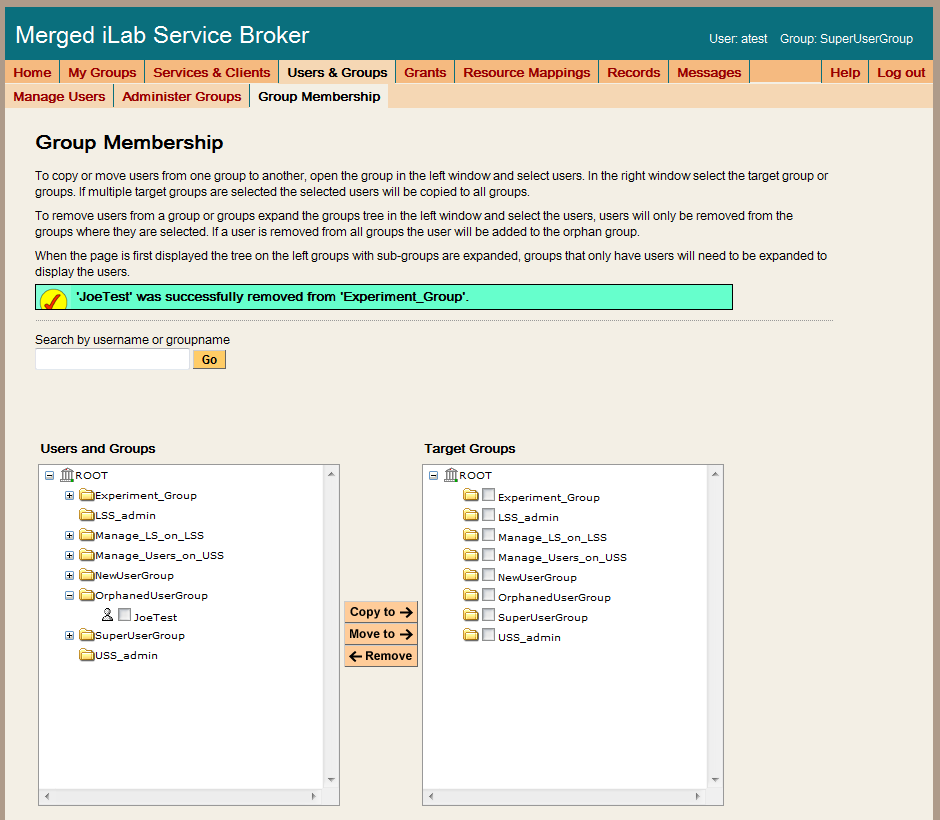 Merged iLab Service Broker
User: atest Group: SuperUserGroup
Home My Groups Services & Clients Users & Groups Grants Resource Mappings Records Messages Help Log out
Manage Users Administer Groups Group Membership
Group Membership
To copy or move users from one group to another, open the group in the left window and select users. In the right window select the target group or
groups. If multiple target groups are selected the selected users will be copied to all groups.
To remove users from a group or groups expand the groups tree in the left window and select the users, users will only be removed from the
groups where they are selected. If a user is removed from all groups the user will be added to the orphan group.
When the page is first displayed the tree on the left groups with sub-groups are expanded, groups that only have users will need to be expanded to
display the users.
'JoeTest' was successfully removed from 'Experiment_Group'.
Search by username or groupname
Go
Users and Groups
ROOT
Experiment_Group
LSS_admin
Manage_LS_on_LSS
Manage_Users_on_USS
NewUserGroup
OrphanedUserGroup
JoeTest
SuperUserGroup
USS_admin
Copy to
Move to
Remove
Target Groups
ROOT
Experiment_Group
LSS_admin
Manage_LS_on_LSS
Manage_Users_on_USS
NewUserGroup
OrphanedUserGroup
SuperUserGroup
USS_admin